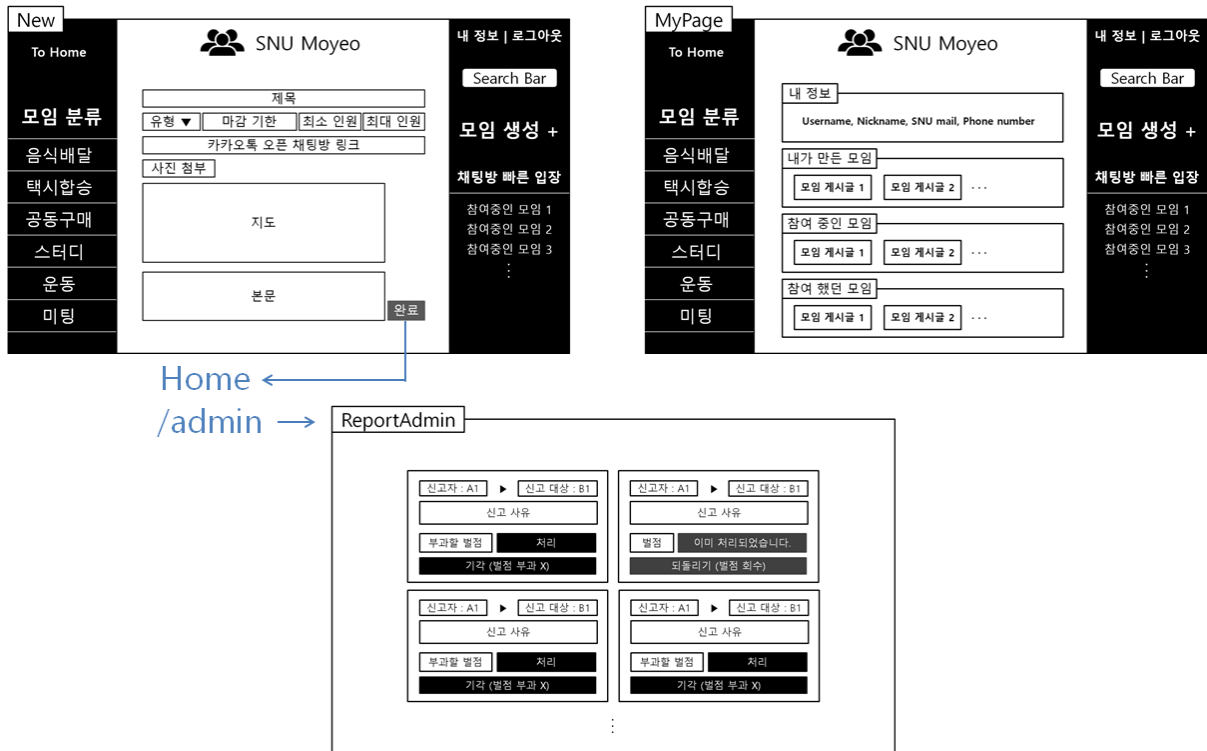 New
To Home
모임 분류
음식배달
택시합승
공동구매
스터디
운동
미팅
SNU Moyeo
제목
유형 ▼ 마감 기한 최소 인원 최대 인원
카카오톡 오픈 채팅방 링크
사진 첨부
지도
본문
완료
내 정보 | 로그아웃
Search Bar
모임 생성 +
채팅방 빠른 입장
참여중인 모임 1
참여중인 모임 2
참여중인 모임 3
⋮
MyPage
To Home
모임 분류
음식배달
택시합승
공동구매
스터디
운동
미팅
SNU Moyeo
내 정보
Username, Nickname, SNU mail, Phone number
내가 만든 모임
모임 게시글 1 모임 게시글 2 ...
참여 중인 모임
모임 게시글 1 모임 게시글 2 ...
참여 했던 모임
모임 게시글 1 모임 게시글 2 ...
내 정보 | 로그아웃
Search Bar
모임 생성 +
채팅방 빠른 입장
참여중인 모임 1
참여중인 모임 2
참여중인 모임 3
⋮
Home
/admin
ReportAdmin
신고자 : A1 ▶ 신고 대상 : B1
신고 사유
부과할 벌점 처리
기각 (벌점 부과 X)
신고자 : A1 ▶ 신고 대상 : B1
신고 사유
벌점 이미 처리되었습니다.
되돌리기 (벌점 회수)
신고자 : A1 ▶ 신고 대상 : B1
신고 사유
부과할 벌점 처리
기각 (벌점 부과 X)
신고자 : A1 ▶ 신고 대상 : B1
신고 사유
부과할 벌점 처리
기각 (벌점 부과 X)
⋮